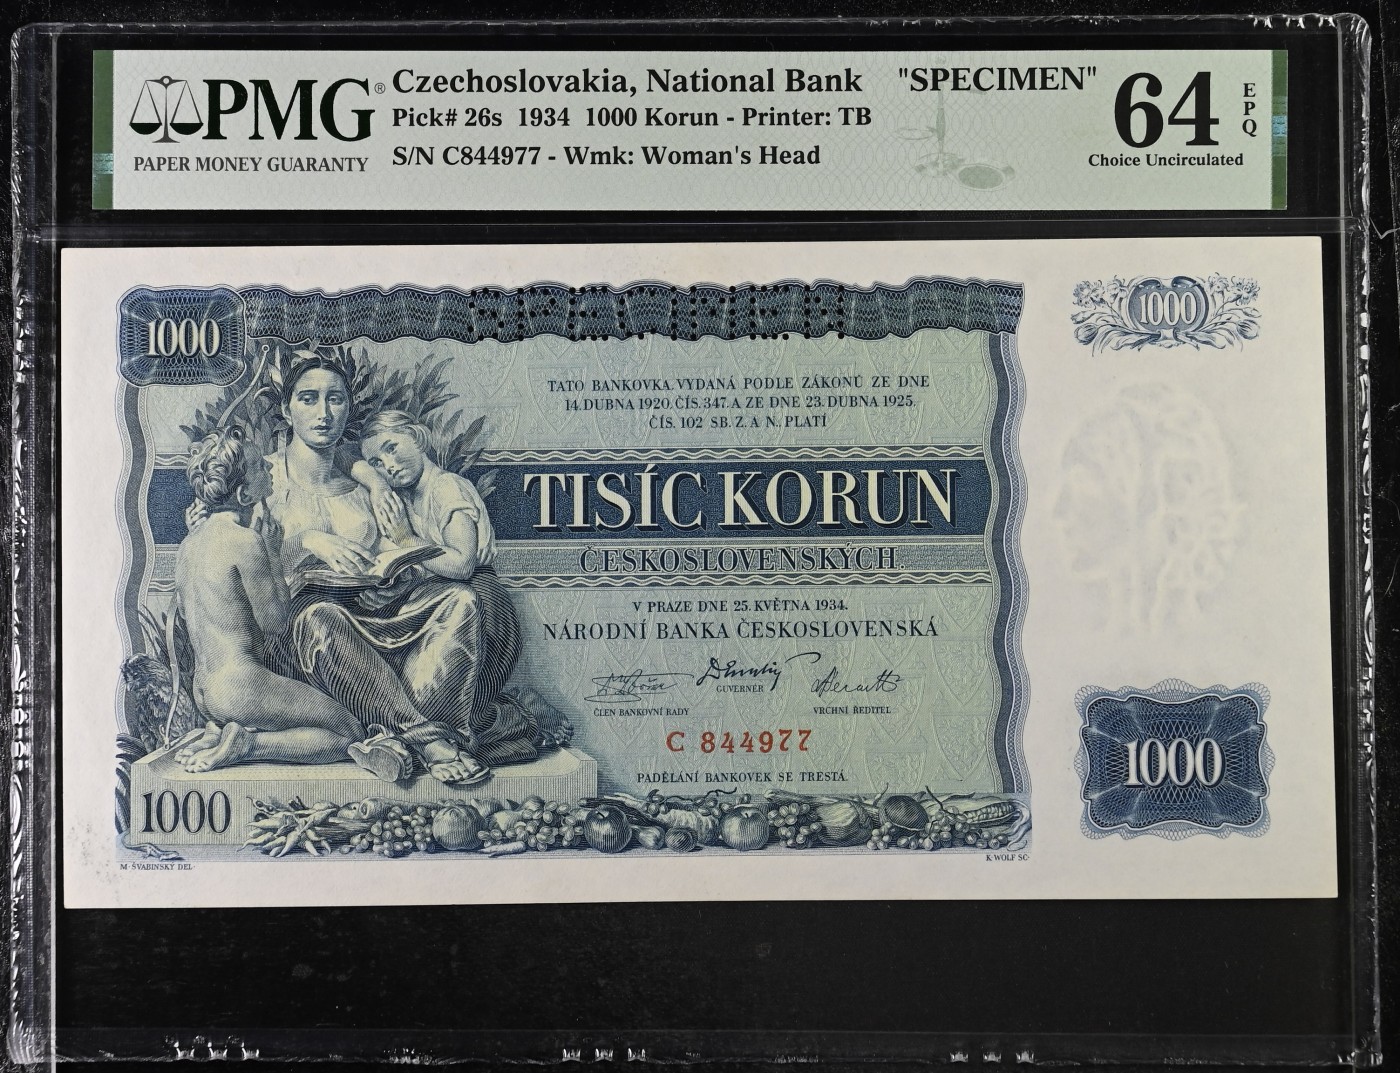 PMG®
PAPER MONEY GUARANTY
Czechoslovakia, National Bank "SPECIMEN"
Pick# 26s 1934 1000 Korun - Printer: TB
S/N C844977 - Wmk: Woman's Head
64
EPQ
Choice Uncirculated
SPECIMEN
1000
1000
TATO BANKOVKA, VYDANÁ PODLE ZÁKONŮ ZE DNE
14. DUBNA 1920, ČÍS. 347. A ZE DNE 23. DUBNA 1925,
ČÍS. 102 SB. Z. A N., PLATÍ
TISÍC KORUN
ČESKOSLOVENSKÝCH.
V PRAZE DNE 25. KVĚTNA 1934.
NÁRODNÍ BANKA ČESKOSLOVENSKÁ
GUVERNÉR
ČLEN BANKOVNÍ RADY
VRCHNÍ ŘEDITEL
C 844977
PADĚLÁNÍ BANKOVEK SE TRESTÁ.
1000
1000
M. ŠVABINSKÝ DEL.
K. WOLF SC.